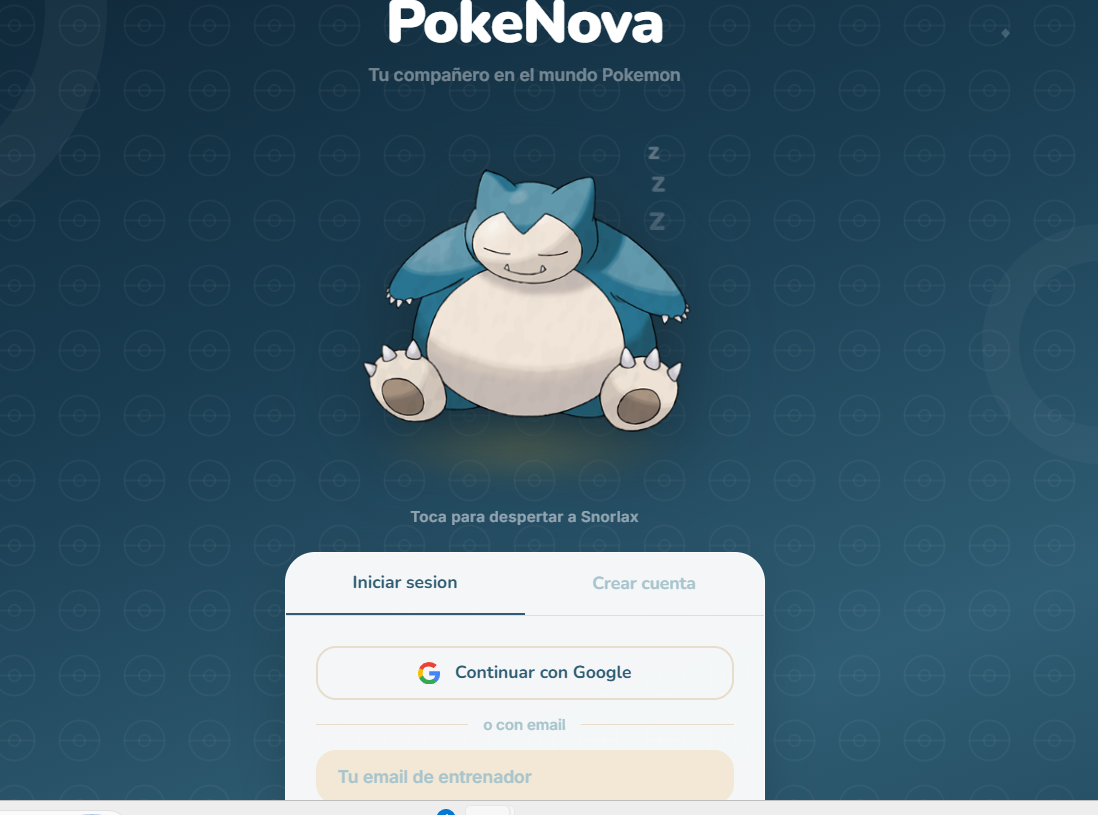 PokeNova
Tu compañero en el mundo Pokemon
z
z
z
Toca para despertar a Snorlax
Iniciar sesion
Crear cuenta
Continuar con Google
o con email
Tu email de entrenador